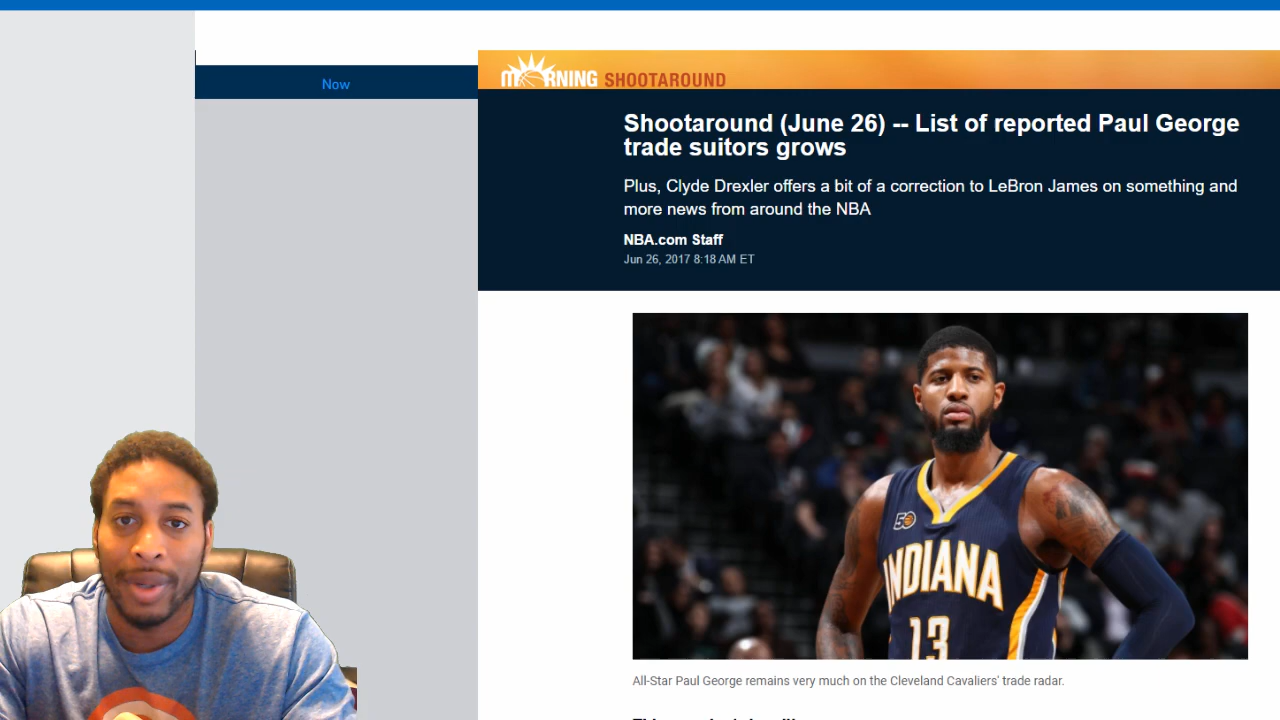 Now
MORNING SHOOTAROUND
Shootaround (June 26) -- List of reported Paul George
trade suitors grows
Plus, Clyde Drexler offers a bit of a correction to LeBron James on something and
more news from around the NBA
NBA.com Staff
Jun 26, 2017 8:18 AM ET
50
INDIANA
13
All-Star Paul George remains very much on the Cleveland Cavaliers' trade radar.